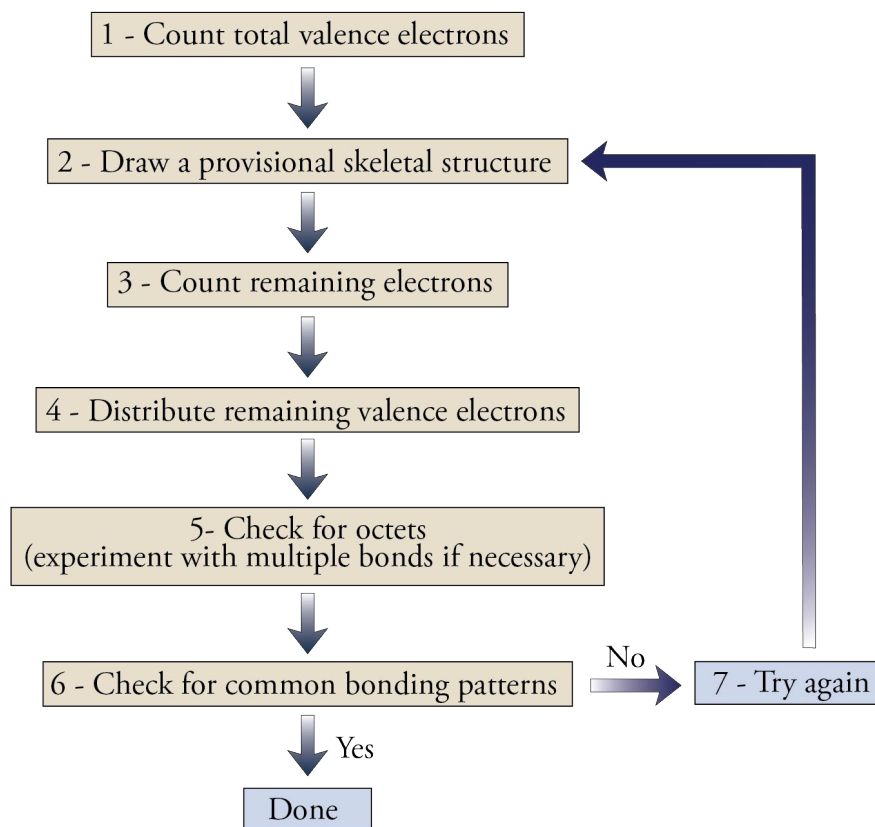 1 - Count total valence electrons
2 - Draw a provisional skeletal structure
3 - Count remaining electrons
4 - Distribute remaining valence electrons
5- Check for octets
(experiment with multiple bonds if necessary)
6 - Check for common bonding patterns
No
7 - Try again
Yes
Done